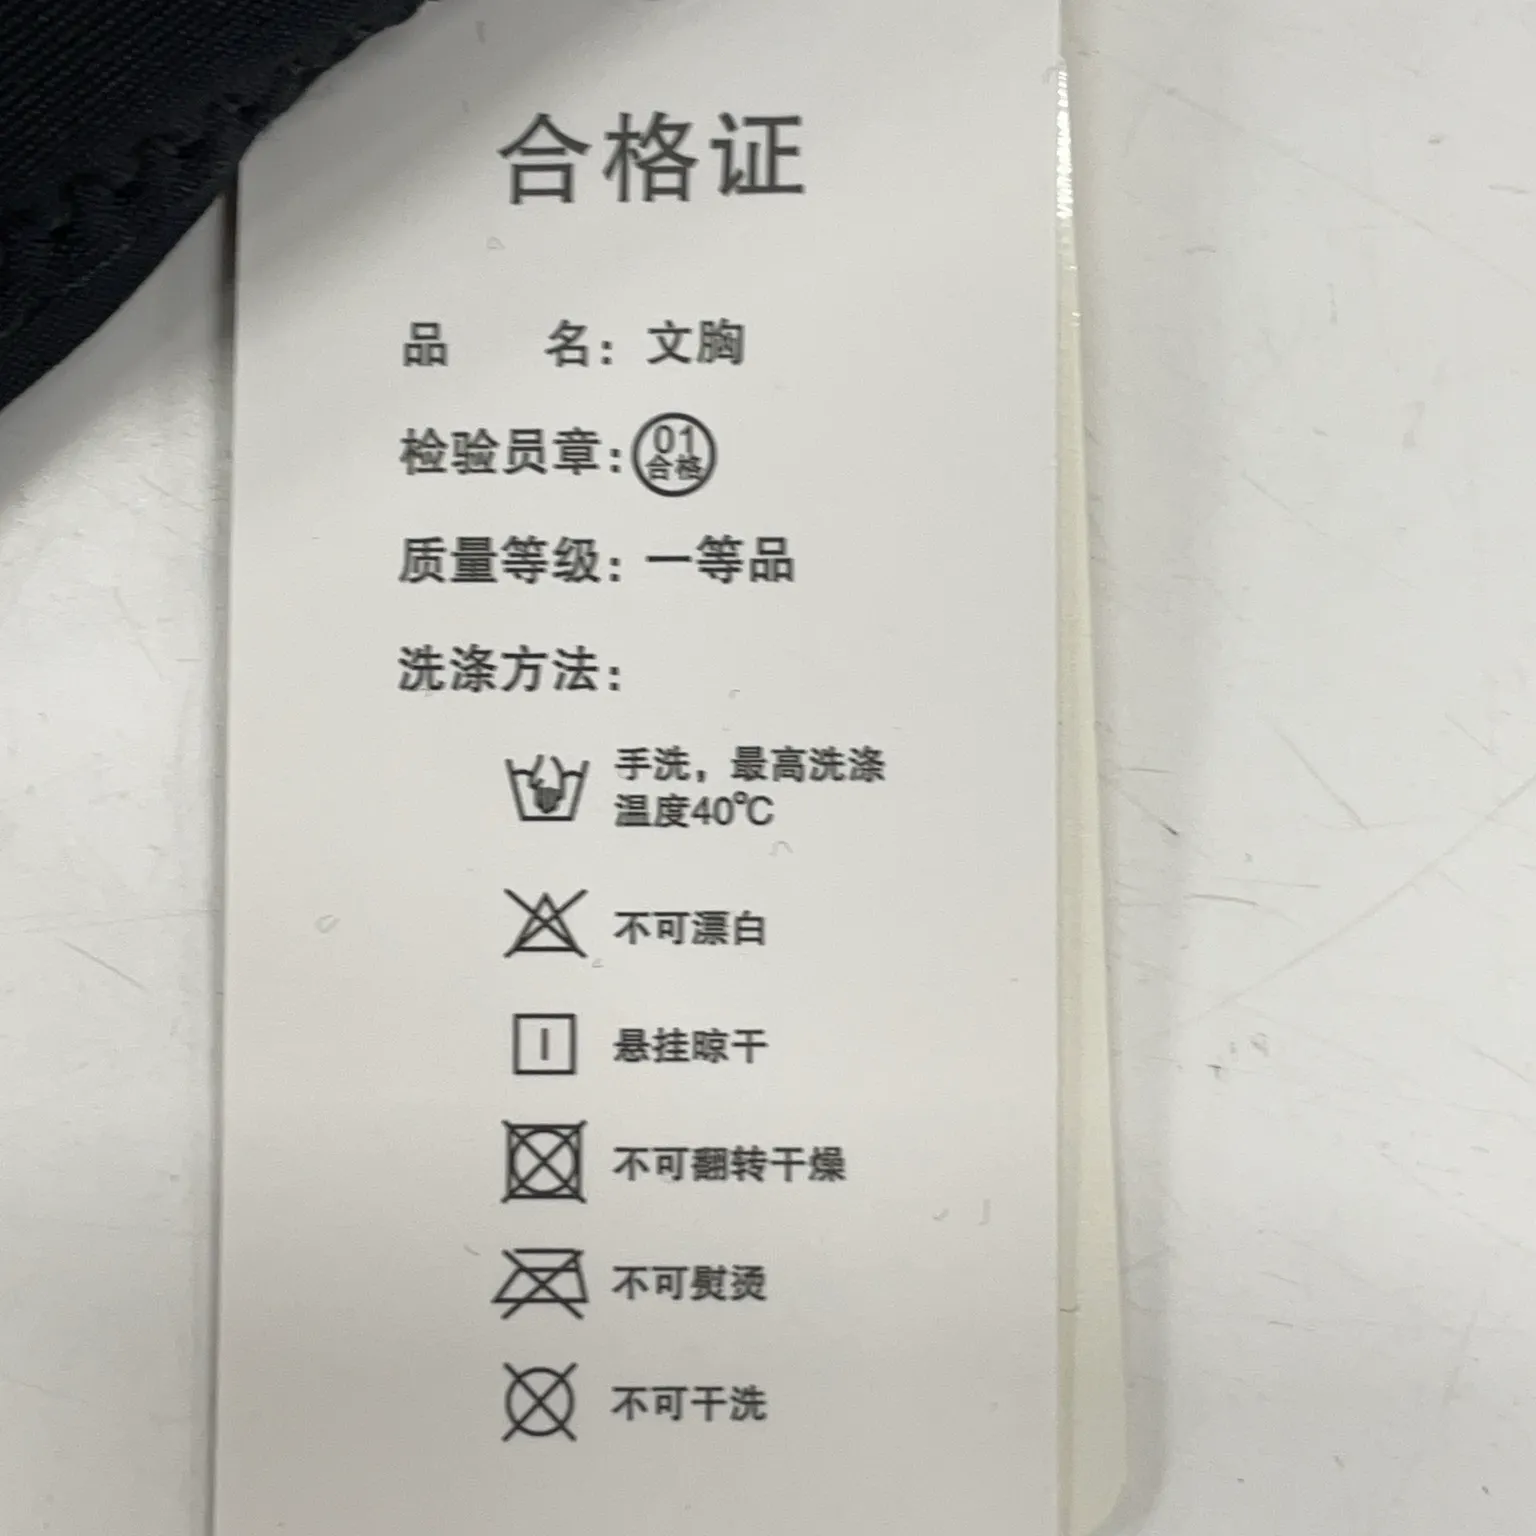 合格证
品 名：文胸
检验员章：01合格
质量等级：一等品
洗涤方法：
手洗，最高洗涤
温度40℃
不可漂白
悬挂晾干
不可翻转干燥
不可熨烫
不可干洗